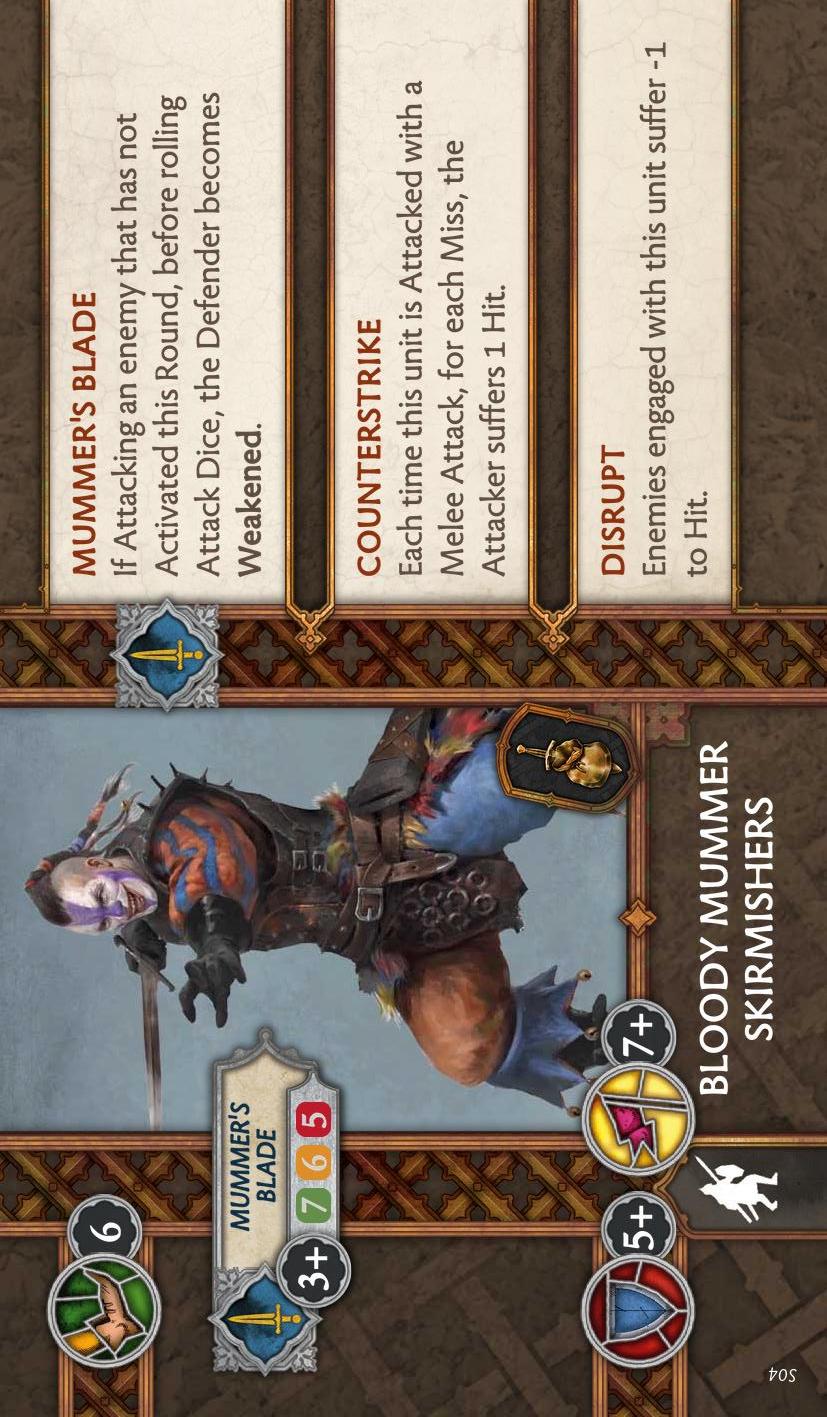 6
MUMMER'S
BLADE
3+
7 6 5
5+
7+
BLOODY MUMMER
SKIRMISHERS
S04
MUMMER'S BLADE
If Attacking an enemy that has not
Activated this Round, before rolling
Attack Dice, the Defender becomes
Weakened.
COUNTERSTRIKE
Each time this unit is Attacked with a
Melee Attack, for each Miss, the
Attacker suffers 1 Hit.
DISRUPT
Enemies engaged with this unit suffer -1
to Hit.